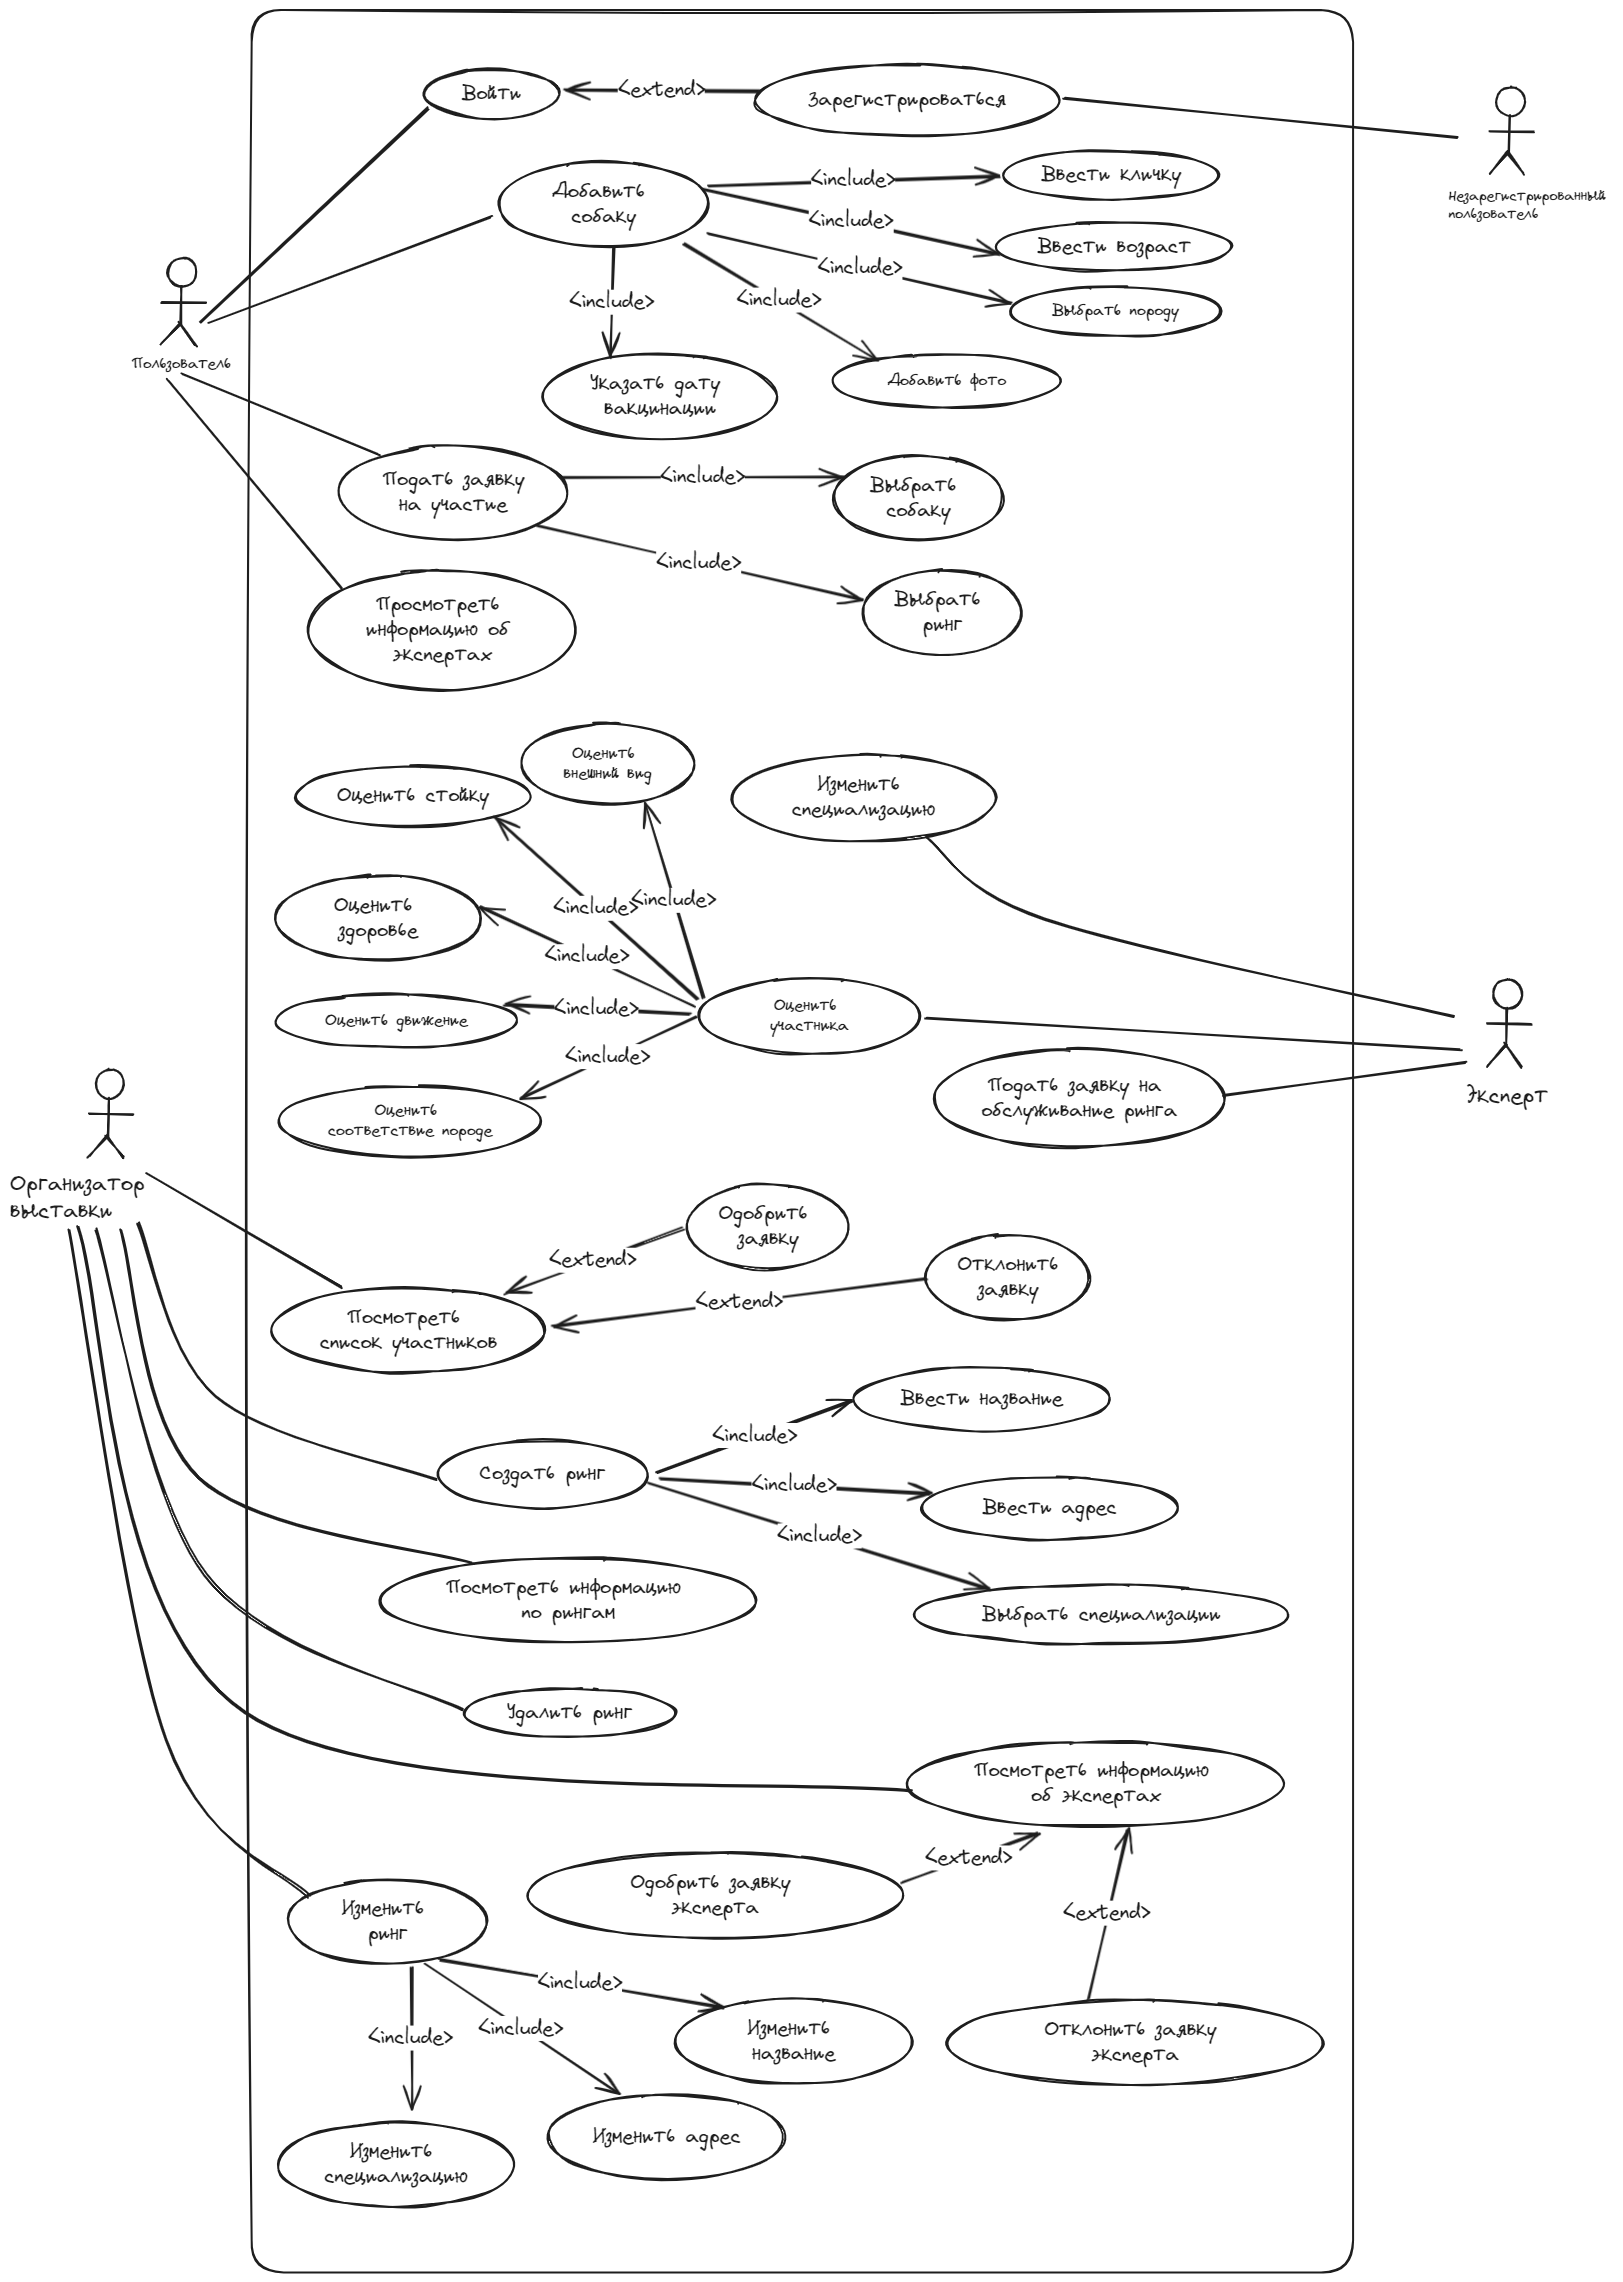 Войти
<extend>
Зарегистрироваться
Незарегистрированный
пользователь
Добавить
собаку
<include>
Ввести кличку
<include>
Ввести возраст
<include>
Выбрать породу
<include>
<include>
Добавить фото
Указать дату
вакцинации
Пользователь
Подать заявку
на участие
<include>
Выбрать
собаку
<include>
Выбрать
ринг
Просмотреть
информацию об
экспертах
Оценить
внешний вид
Оценить стойку
Изменить
специализацию
<include>
<include>
Оценить
здоровье
<include>
<include>
Оценить движение
Оценить
участника
<include>
Оценить
соответствие породе
Подать заявку на
обслуживание ринга
Эксперт
Организатор
выставки
Одобрить
заявку
<extend>
Отклонить
заявку
<extend>
Посмотреть
список участников
Ввести название
<include>
Создать ринг
<include>
Ввести адрес
<include>
Посмотреть информацию
по рингам
Выбрать специализации
Удалить ринг
Посмотреть информацию
об экспертах
<extend>
Одобрить заявку
эксперта
<extend>
Изменить
ринг
<include>
<include>
<include>
Изменить
название
Отклонить заявку
эксперта
Изменить адрес
Изменить
специализацию